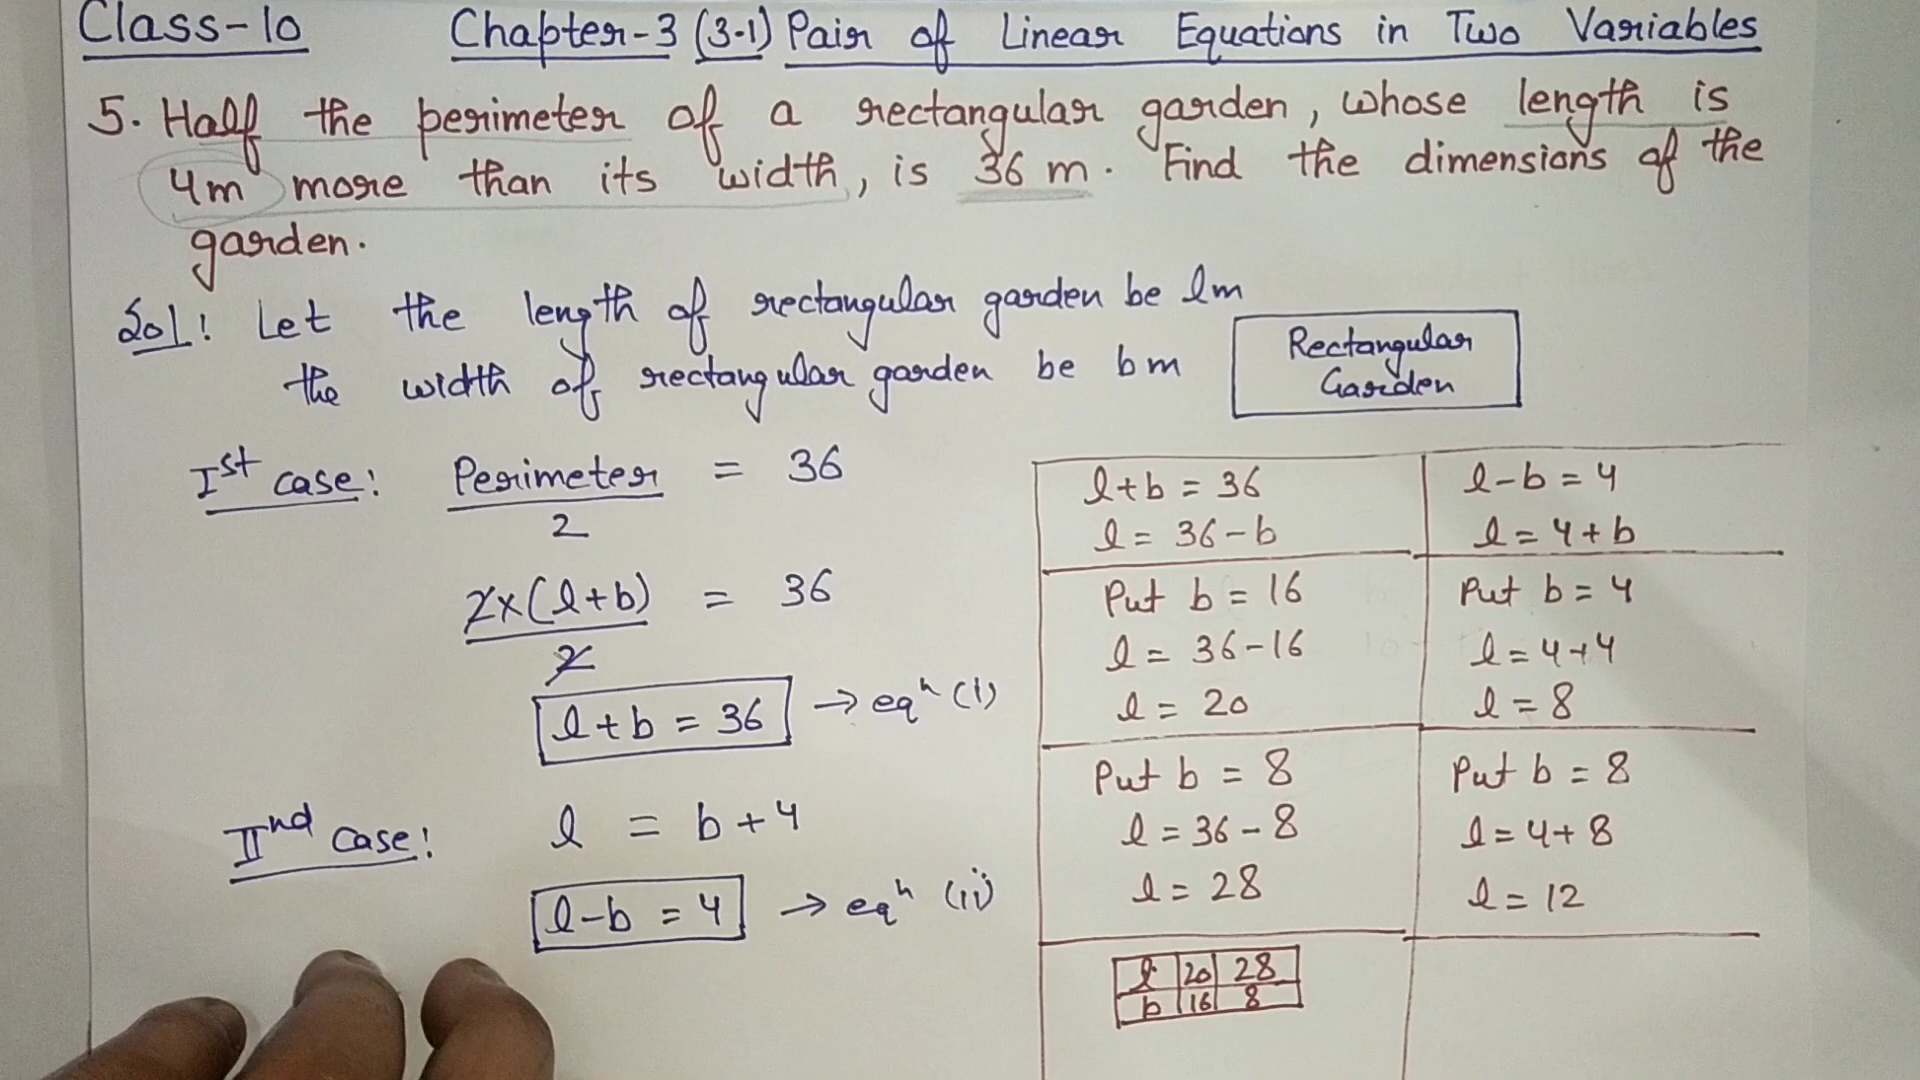 Class-10 Chapter-3 (3.1) Pair of Linear Equations in Two Variables
5. Half the perimeter of a rectangular garden, whose length is
4m more than its width, is 36 m. Find the dimensions of the
garden.
Sol: Let the length of rectangular garden be l m
the width of rectangular garden be b m
Rectangular
Garden
Ist case: Perimeter/2 = 36
2×(l+b)/2 = 36
l+b = 36 → eqn (i)
IInd case: l = b+4
l-b = 4 → eqn (ii)
l+b = 36
l = 36-b
Put b = 16
l = 36-16
l = 20
Put b = 8
l = 36-8
l = 28
l 20 28
b 16 8
l-b = 4
l = 4+b
Put b = 4
l = 4+4
l = 8
Put b = 8
l = 4+8
l = 12